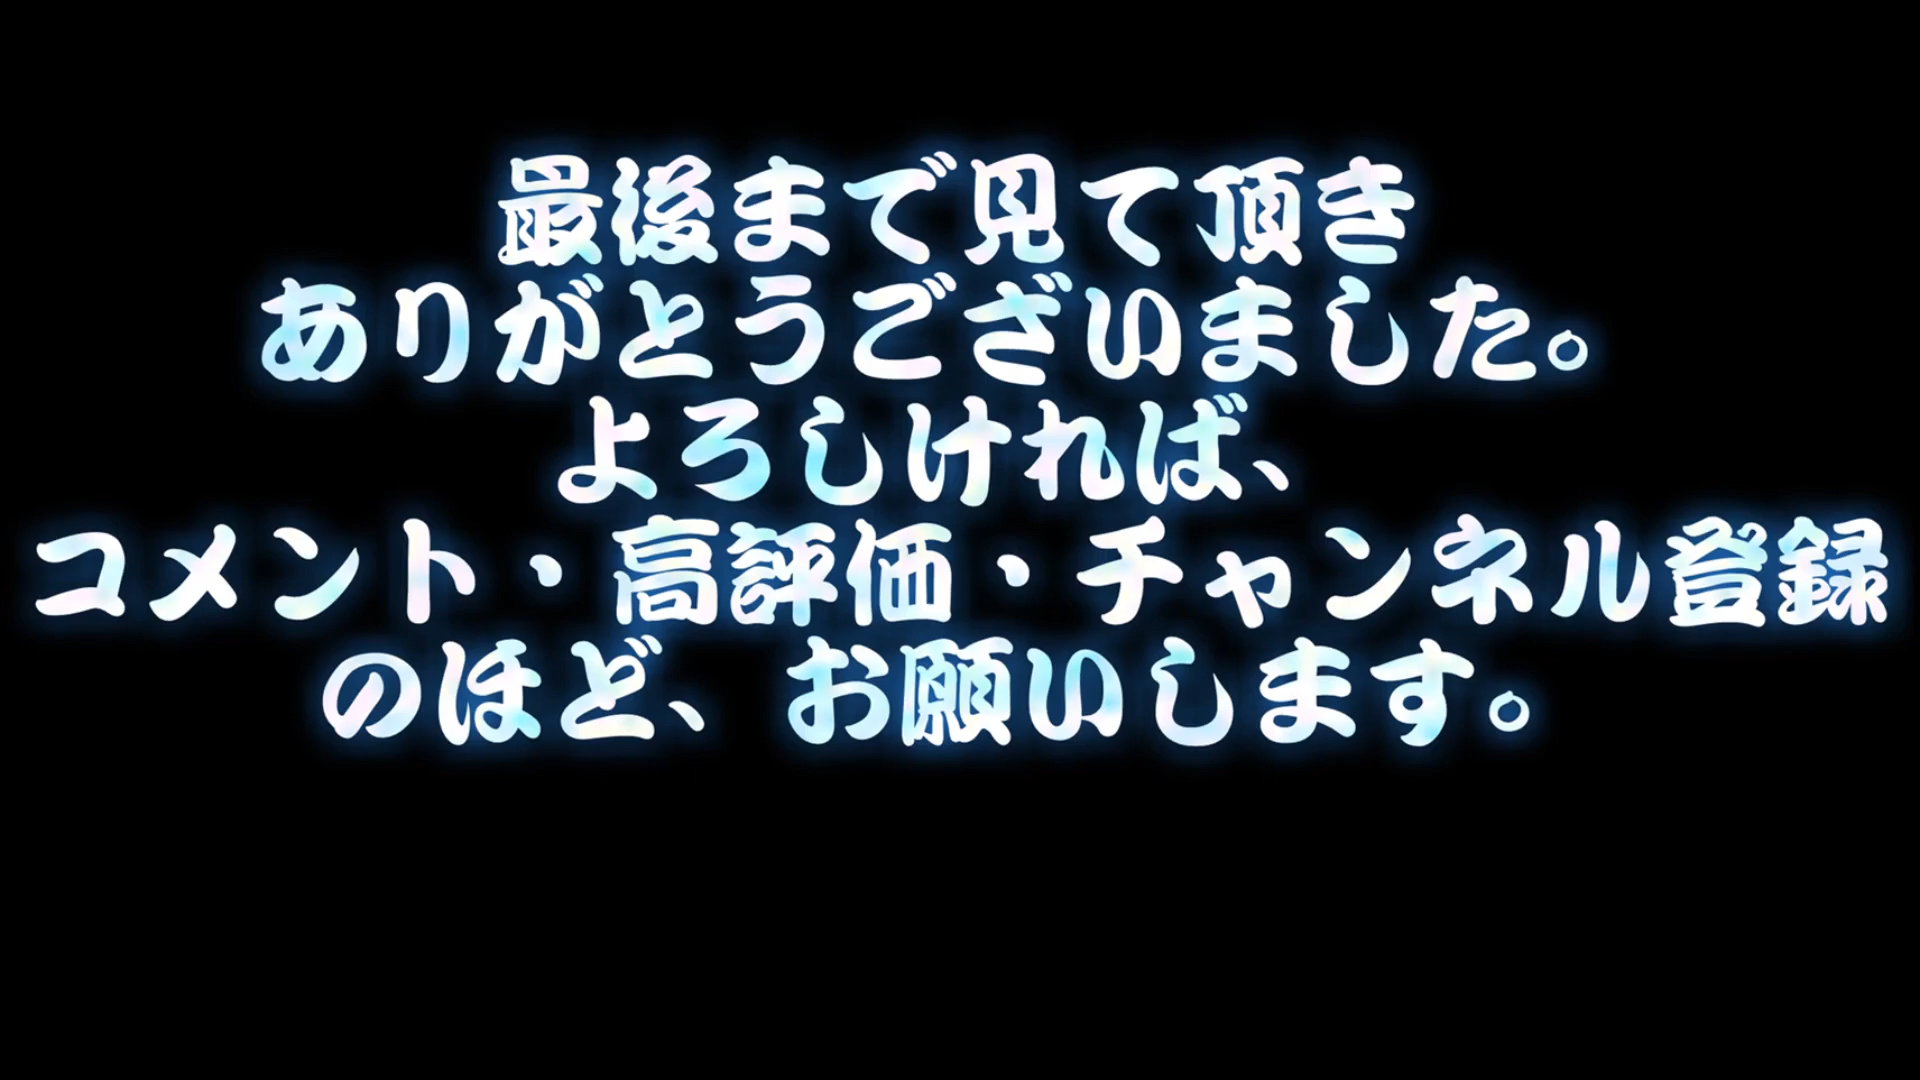 最後まで見て頂き
ありがとうございました。
よろしければ、
コメント・高評価・チャンネル登録
のほど、お願いします。